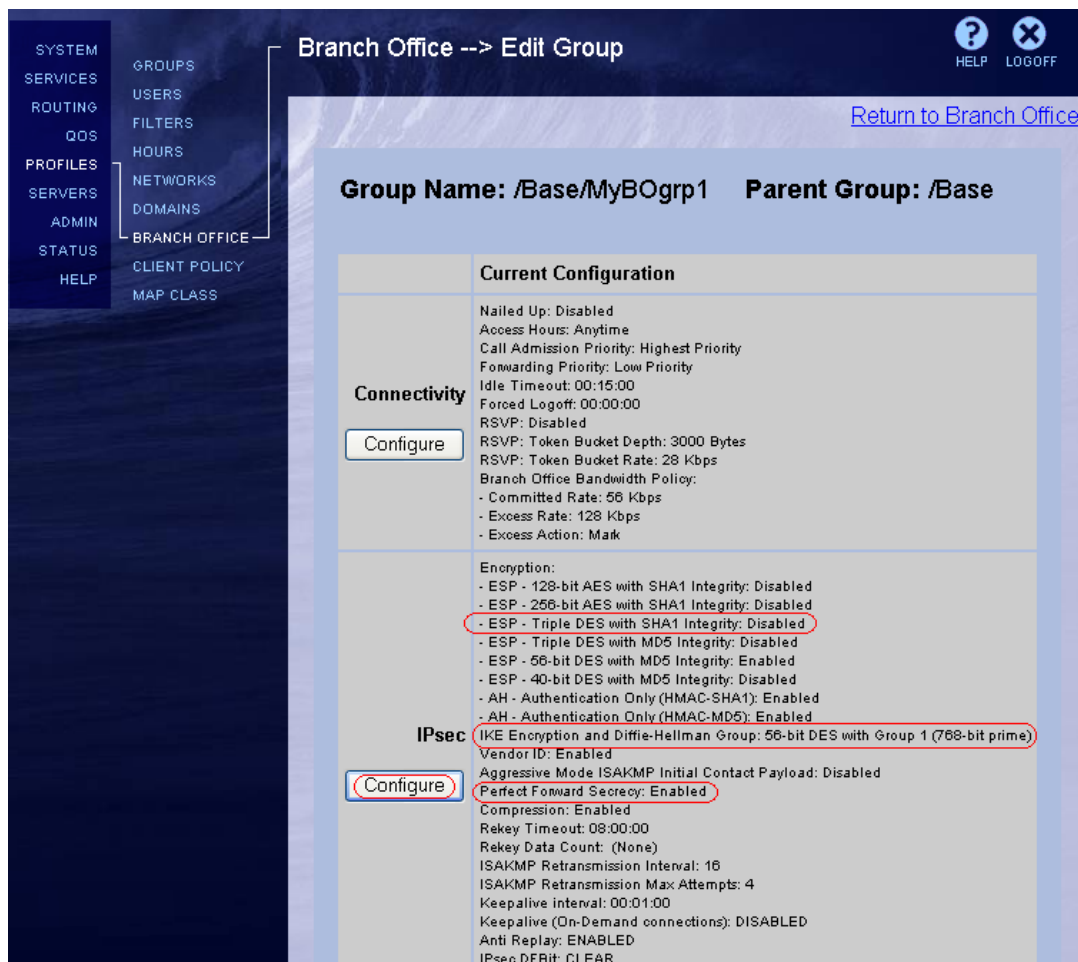 SYSTEM
SERVICES
ROUTING
QOS
PROFILES
SERVERS
ADMIN
STATUS
HELP
GROUPS
USERS
FILTERS
HOURS
NETWORKS
DOMAINS
BRANCH OFFICE
CLIENT POLICY
MAP CLASS
Branch Office --> Edit Group
?
HELP LOGOFF
Return to Branch Office
Group Name: /Base/MyBOgrp1 Parent Group: /Base
Current Configuration
Connectivity
Configure
Nailed Up: Disabled
Access Hours: Anytime
Call Admission Priority: Highest Priority
Forwarding Priority: Low Priority
Idle Timeout: 00:15:00
Forced Logoff: 00:00:00
RSVP: Disabled
RSVP: Token Bucket Depth: 3000 Bytes
RSVP: Token Bucket Rate: 28 Kbps
Branch Office Bandwidth Policy:
- Committed Rate: 56 Kbps
- Excess Rate: 128 Kbps
- Excess Action: Mark
IPsec
Configure
Encryption:
- ESP - 128-bit AES with SHA1 Integrity: Disabled
- ESP - 256-bit AES with SHA1 Integrity: Disabled
- ESP - Triple DES with SHA1 Integrity: Disabled
- ESP - Triple DES with MD5 Integrity: Disabled
- ESP - 56-bit DES with MD5 Integrity: Enabled
- ESP - 40-bit DES with MD5 Integrity: Disabled
- AH - Authentication Only (HMAC-SHA1): Enabled
- AH - Authentication Only (HMAC-MD5): Enabled
IKE Encryption and Diffie-Hellman Group: 56-bit DES with Group 1 (768-bit prime)
Vendor ID: Enabled
Aggressive Mode ISAKMP Initial Contact Payload: Disabled
Perfect Forward Secrecy: Enabled
Compression: Enabled
Rekey Timeout: 08:00:00
Rekey Data Count: (None)
ISAKMP Retransmission Interval: 16
ISAKMP Retransmission Max Attempts: 4
Keepalive interval: 00:01:00
Keepalive (On-Demand connections): DISABLED
Anti Replay: ENABLED
IPsec DFBit: CLEAR